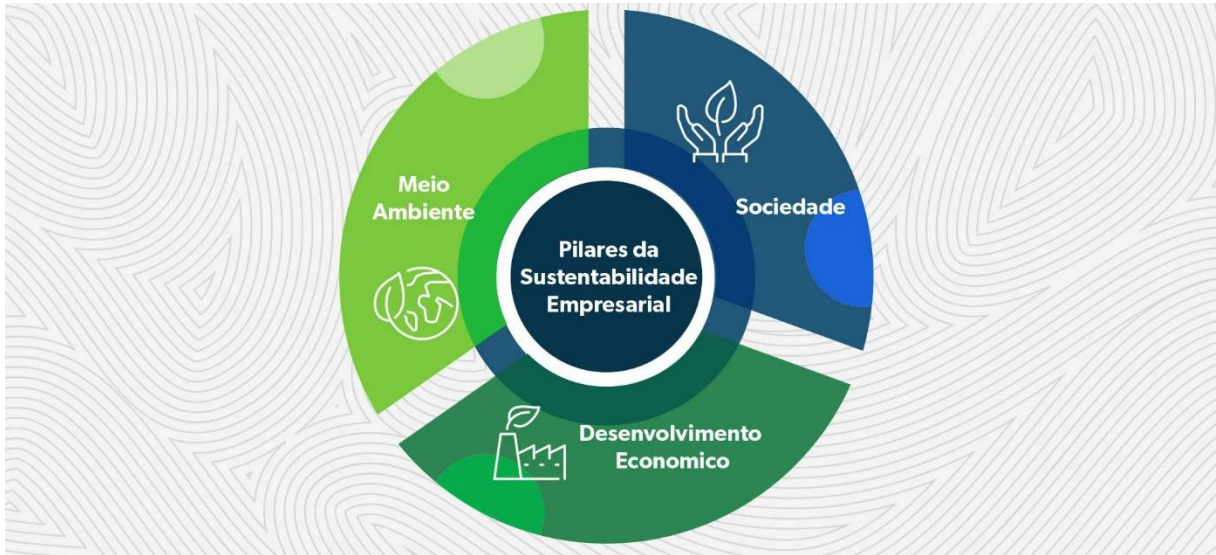 Meio
Ambiente
Sociedade
Pilares da
Sustentabilidade
Empresarial
Desenvolvimento
Economico